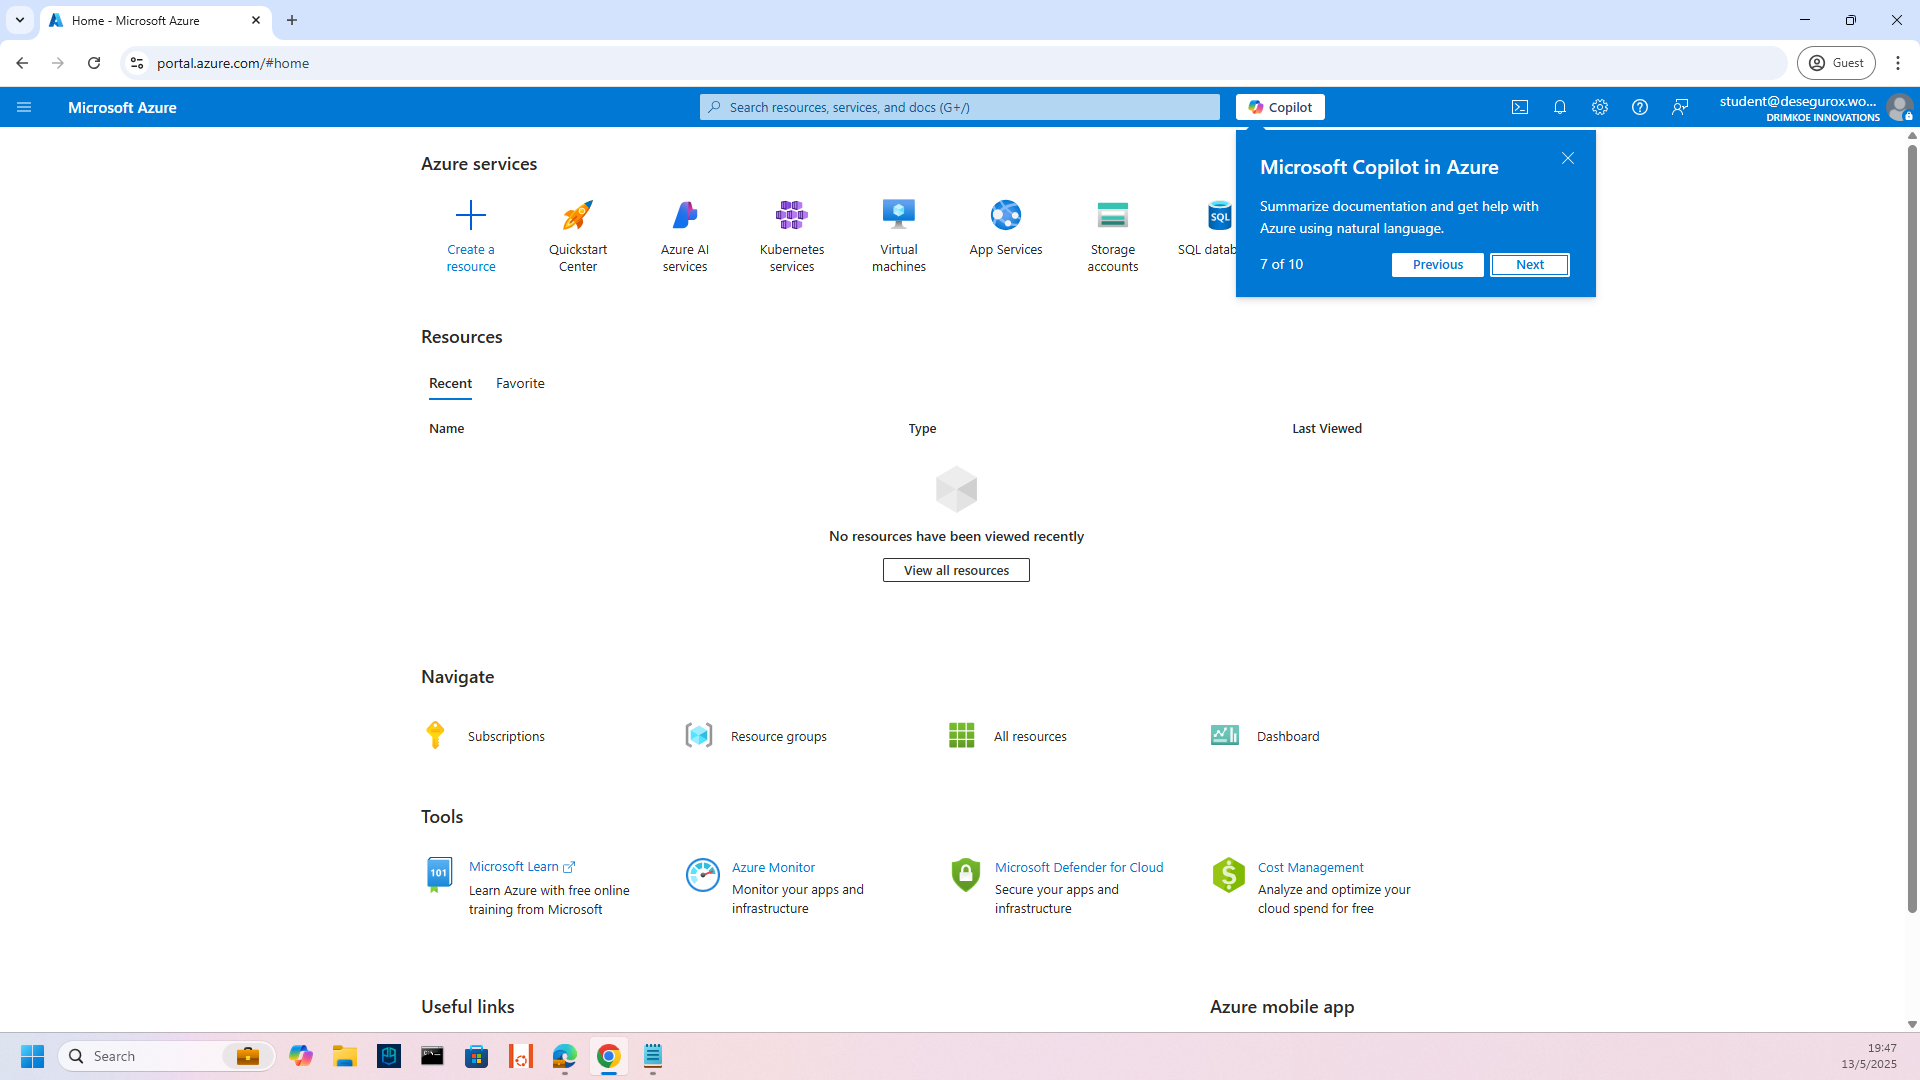 Home - Microsoft Azure
portal.azure.com/#home
Guest
Microsoft Azure
Search resources, services, and docs (G+/)
Copilot
student@desegurox.wo...
DRIMKOE INNOVATIONS
Microsoft Copilot in Azure
Summarize documentation and get help with
Azure using natural language.
7 of 10
Previous
Next
Azure services
Create a
resource
Quickstart
Center
Azure AI
services
Kubernetes
services
Virtual
machines
App Services
Storage
accounts
SQL
SQL datab
Resources
Recent
Favorite
Name
Type
Last Viewed
No resources have been viewed recently
View all resources
Navigate
Subscriptions
Resource groups
All resources
Dashboard
Tools
101
Microsoft Learn
Learn Azure with free online
training from Microsoft
Azure Monitor
Monitor your apps and
infrastructure
Microsoft Defender for Cloud
Secure your apps and
infrastructure
$
Cost Management
Analyze and optimize your
cloud spend for free
Useful links
Azure mobile app
Search
19:47
13/5/2025